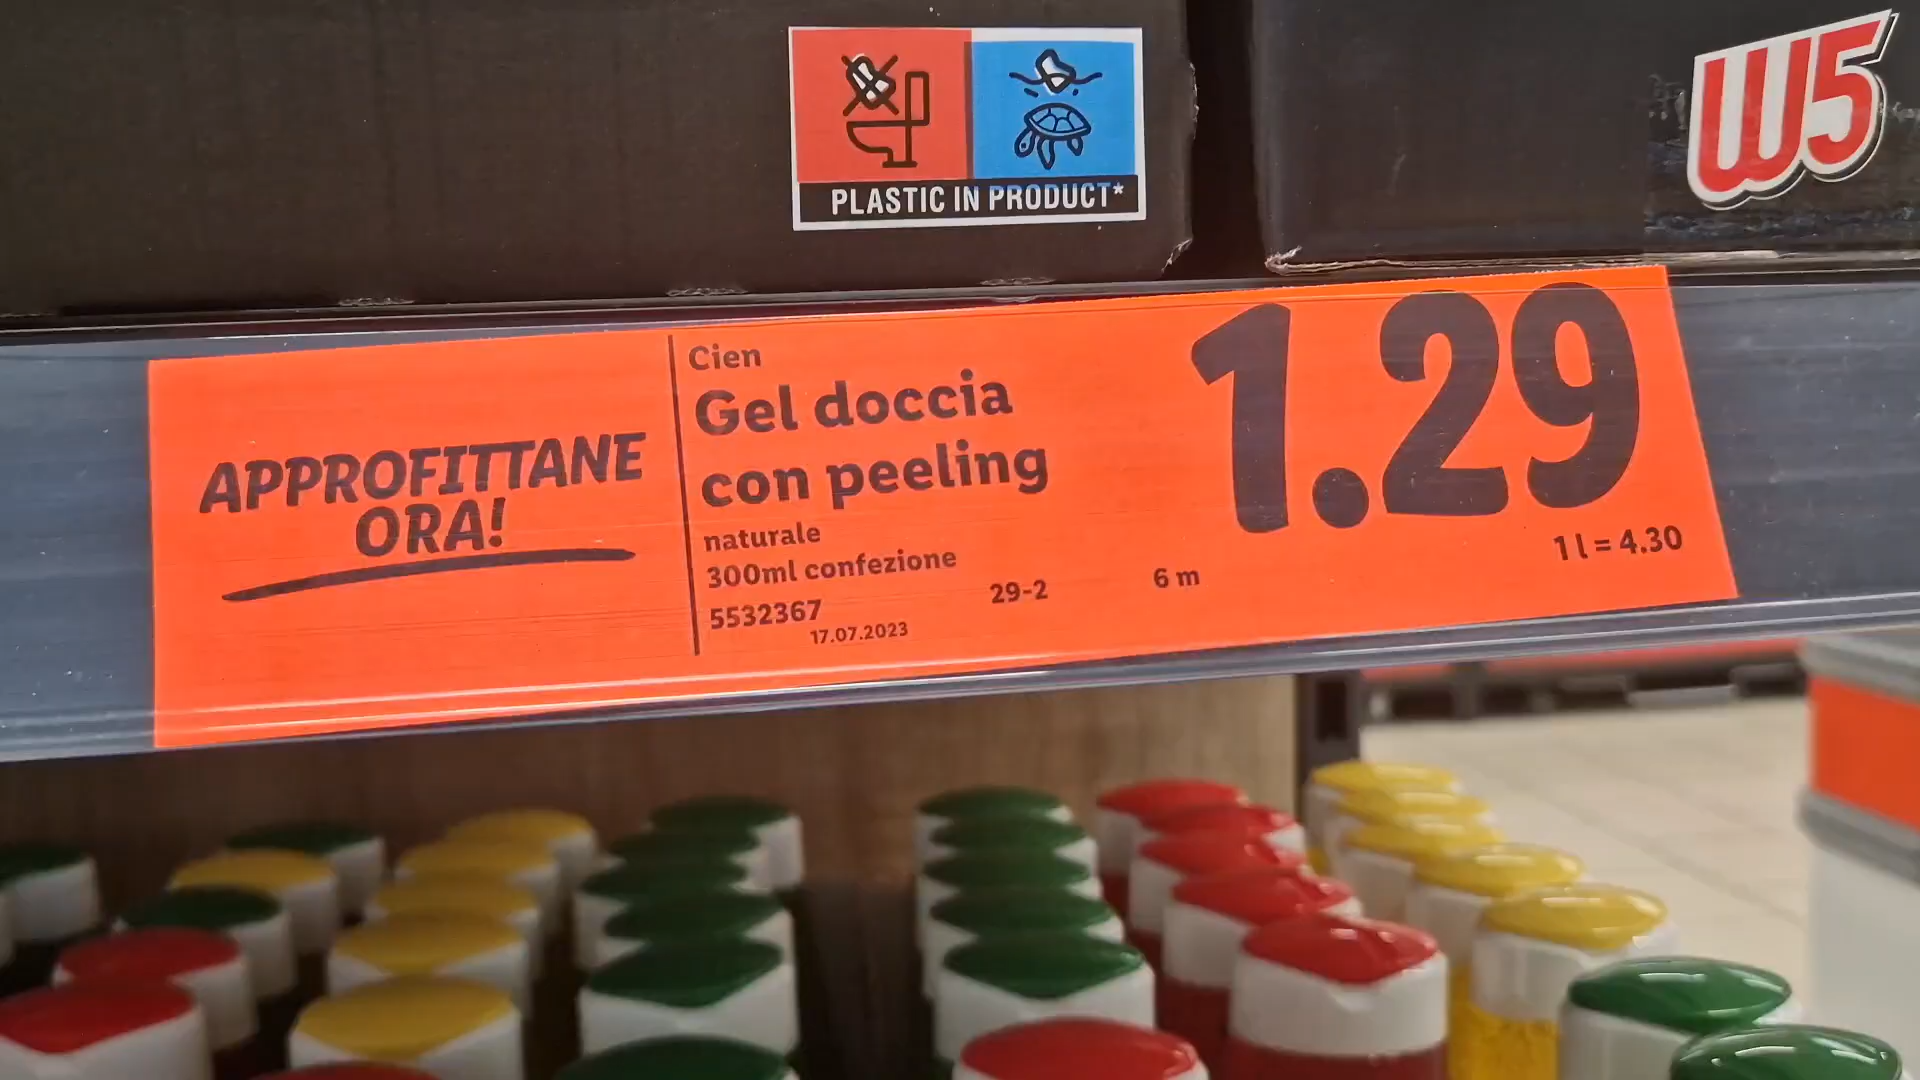 PLASTIC IN PRODUCT*
W5
APPROFITTANE
ORA!
Cien
Gel doccia
con peeling
naturale
300ml confezione
5532367
17.07.2023
29-2
6 m
1.29
1 l = 4.30